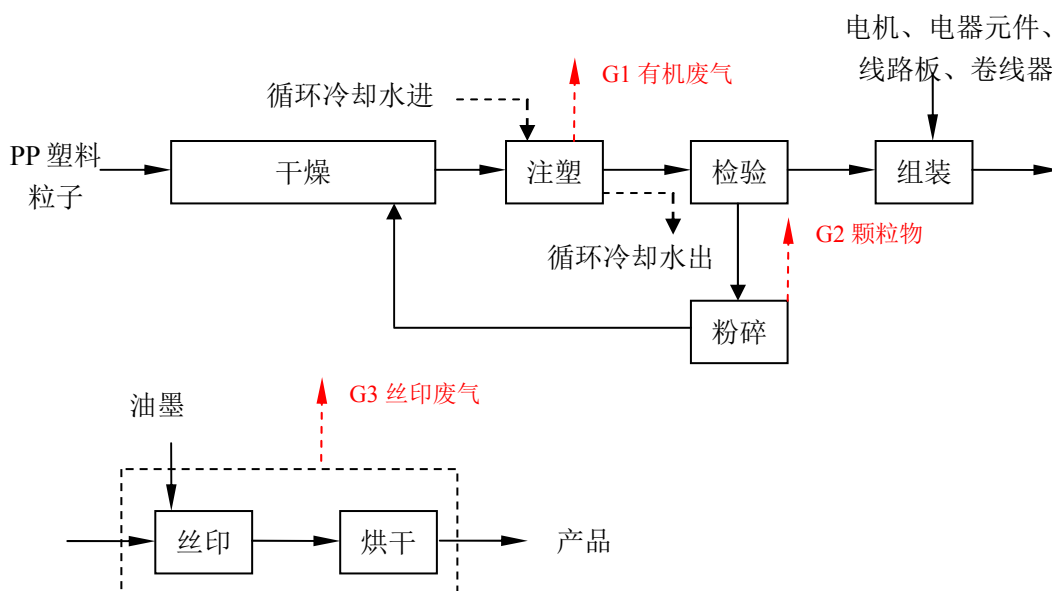 电机、电器元件、
线路板、卷线器
G1 有机废气
循环冷却水进
PP 塑料
粒子
干燥
注塑
检验
组装
G2 颗粒物
循环冷却水出
粉碎
G3 丝印废气
油墨
丝印
烘干
产品